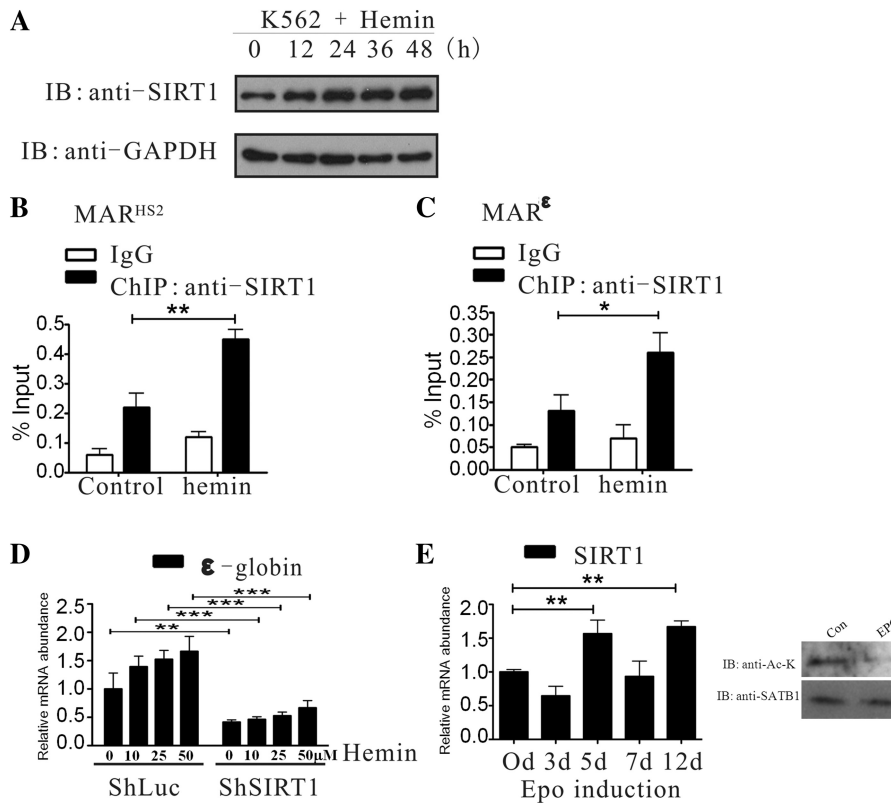 A
K562 + Hemin
0 12 24 36 48 (h)
IB: anti-SIRT1
IB: anti-GAPDH
B
MAR HS2
IgG
ChIP: anti-SIRT1
**
% Input
0.5
0.4
0.3
0.2
0.1
0.0
Control hemin
C
MAR ε
IgG
ChIP: anti-SIRT1
*
% Input
0.35
0.30
0.25
0.20
0.15
0.10
0.05
0.00
Control hemin
D
ε-globin
***
***
***
**
Relative mRNA abundance
2.5
2.0
1.5
1.0
0.5
0.0
0 10 25 50 0 10 25 50μM Hemin
ShLuc ShSIRT1
E
SIRT1
**
**
Relative mRNA abundance
2.0
1.5
1.0
0.5
0.0
0d 3d 5d 7d 12d
Epo induction
Con
IB: anti-Ac-K
IB: anti-SATB1